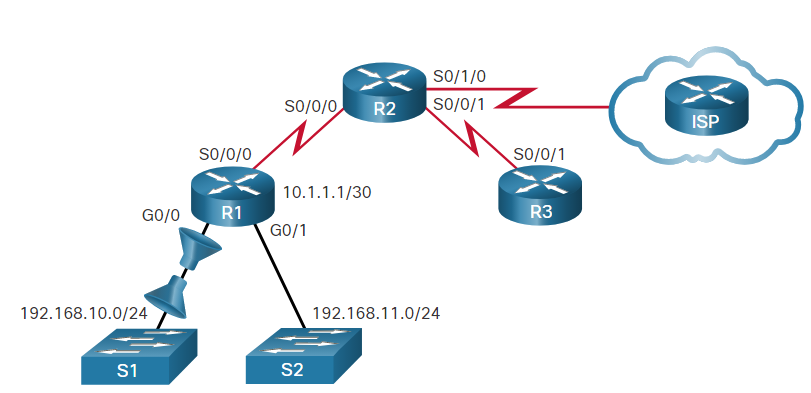 S0/1/0
S0/0/0
R2
S0/0/1
ISP
S0/0/0
S0/0/1
10.1.1.1/30
R1
R3
G0/0
G0/1
192.168.10.0/24
192.168.11.0/24
S1
S2